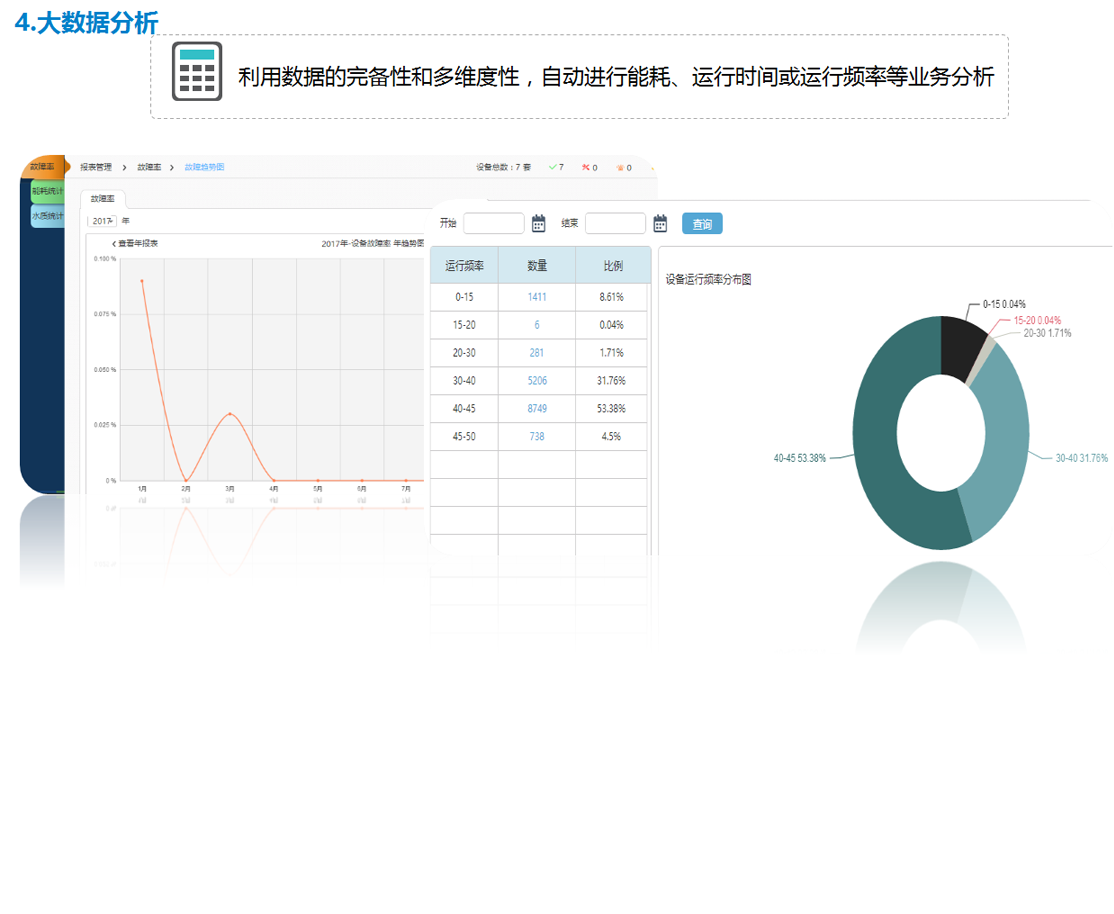 4.大数据分析
利用数据的完备性和多维度性，自动进行能耗、运行时间或运行频率等业务分析
故障率
能耗统计
水质统计
报表管理 > 故障率 > 故障趋势图
设备总数：7 套 7 0 0
故障率
2017 年
查看年报表
2017年-设备故障率 年趋势图
0.100 %
0.075 %
0.050 %
0.025 %
0 %
1月 2月 3月 4月 5月 6月 7月
开始 结束 查询
运行频率 数量 比例
0-15 1411 8.61%
15-20 6 0.04%
20-30 281 1.71%
30-40 5206 31.76%
40-45 8749 53.38%
45-50 738 4.5%
设备运行频率分布图
0-15 0.04%
15-20 0.04%
20-30 1.71%
40-45 53.38%
30-40 31.76%